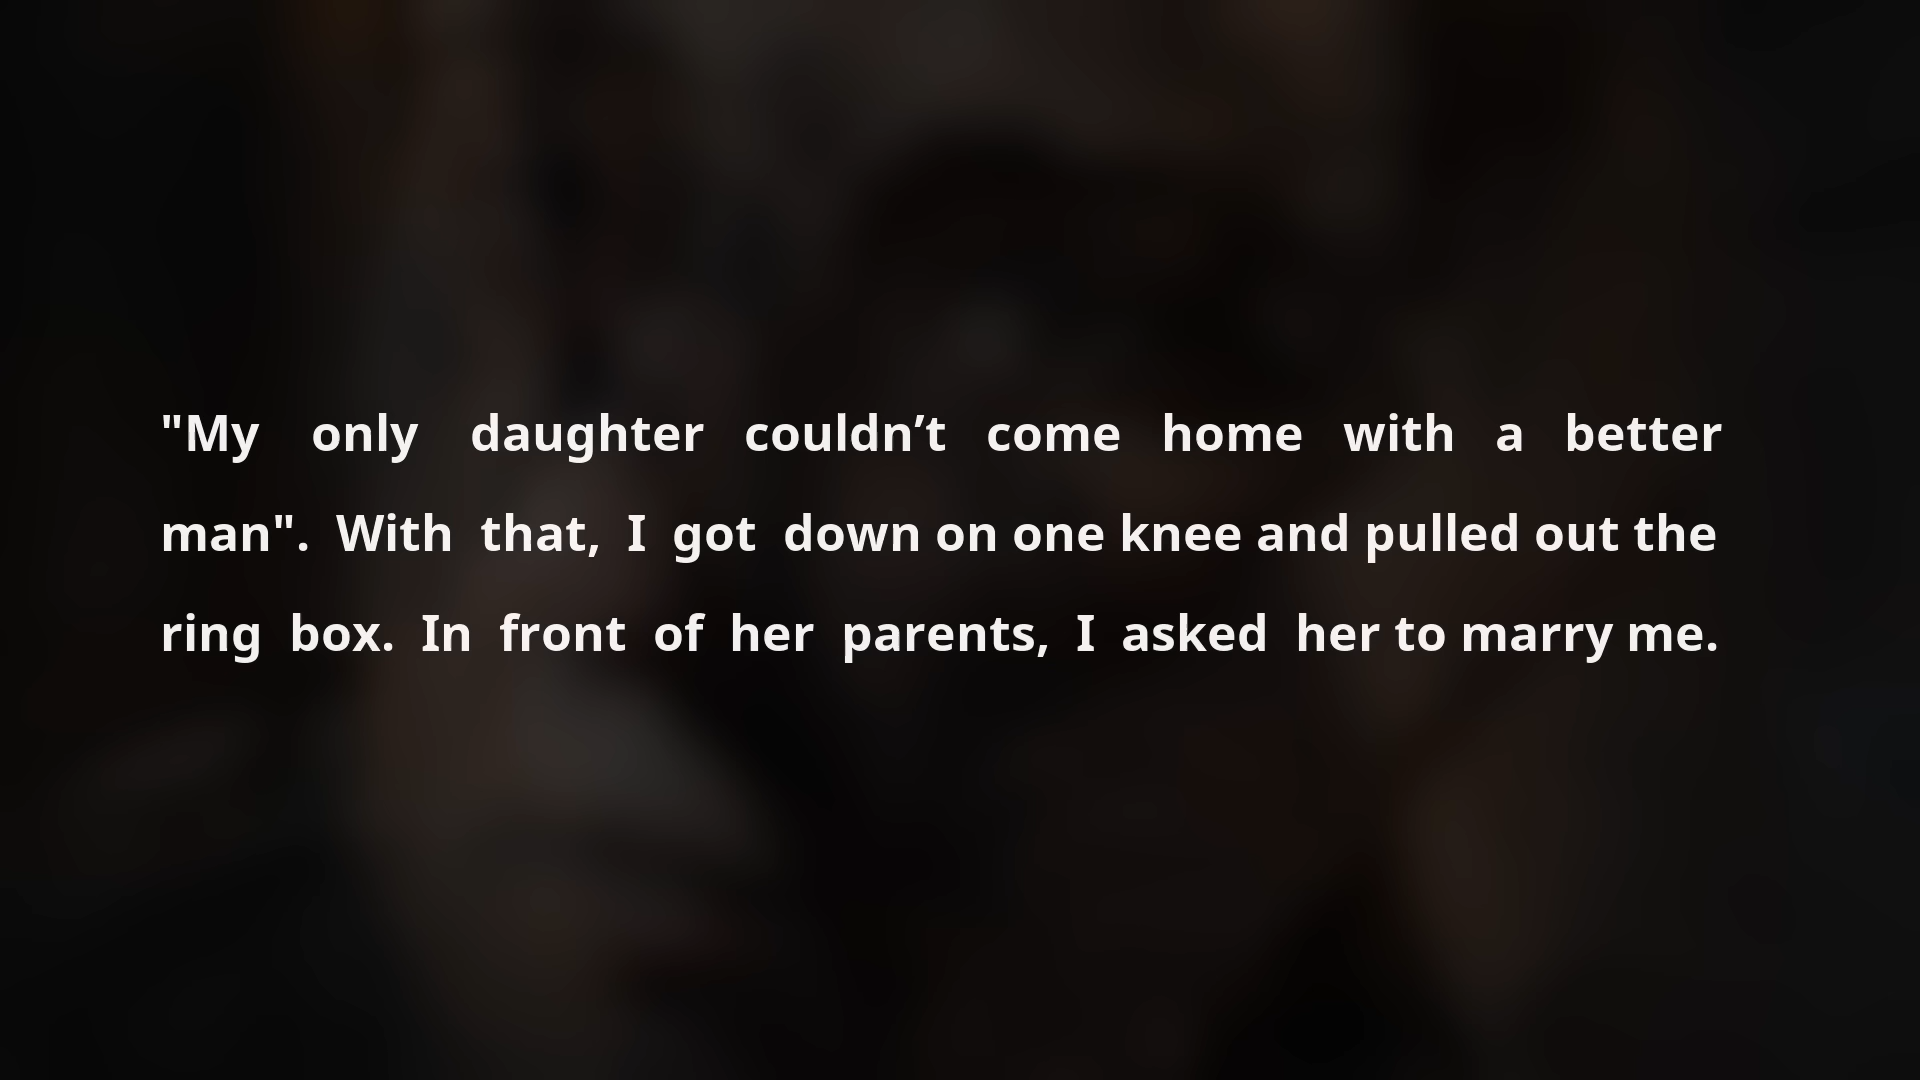 "My only daughter couldn’t come home with a better
man". With that, I got down on one knee and pulled out the
ring box. In front of her parents, I asked her to marry me.